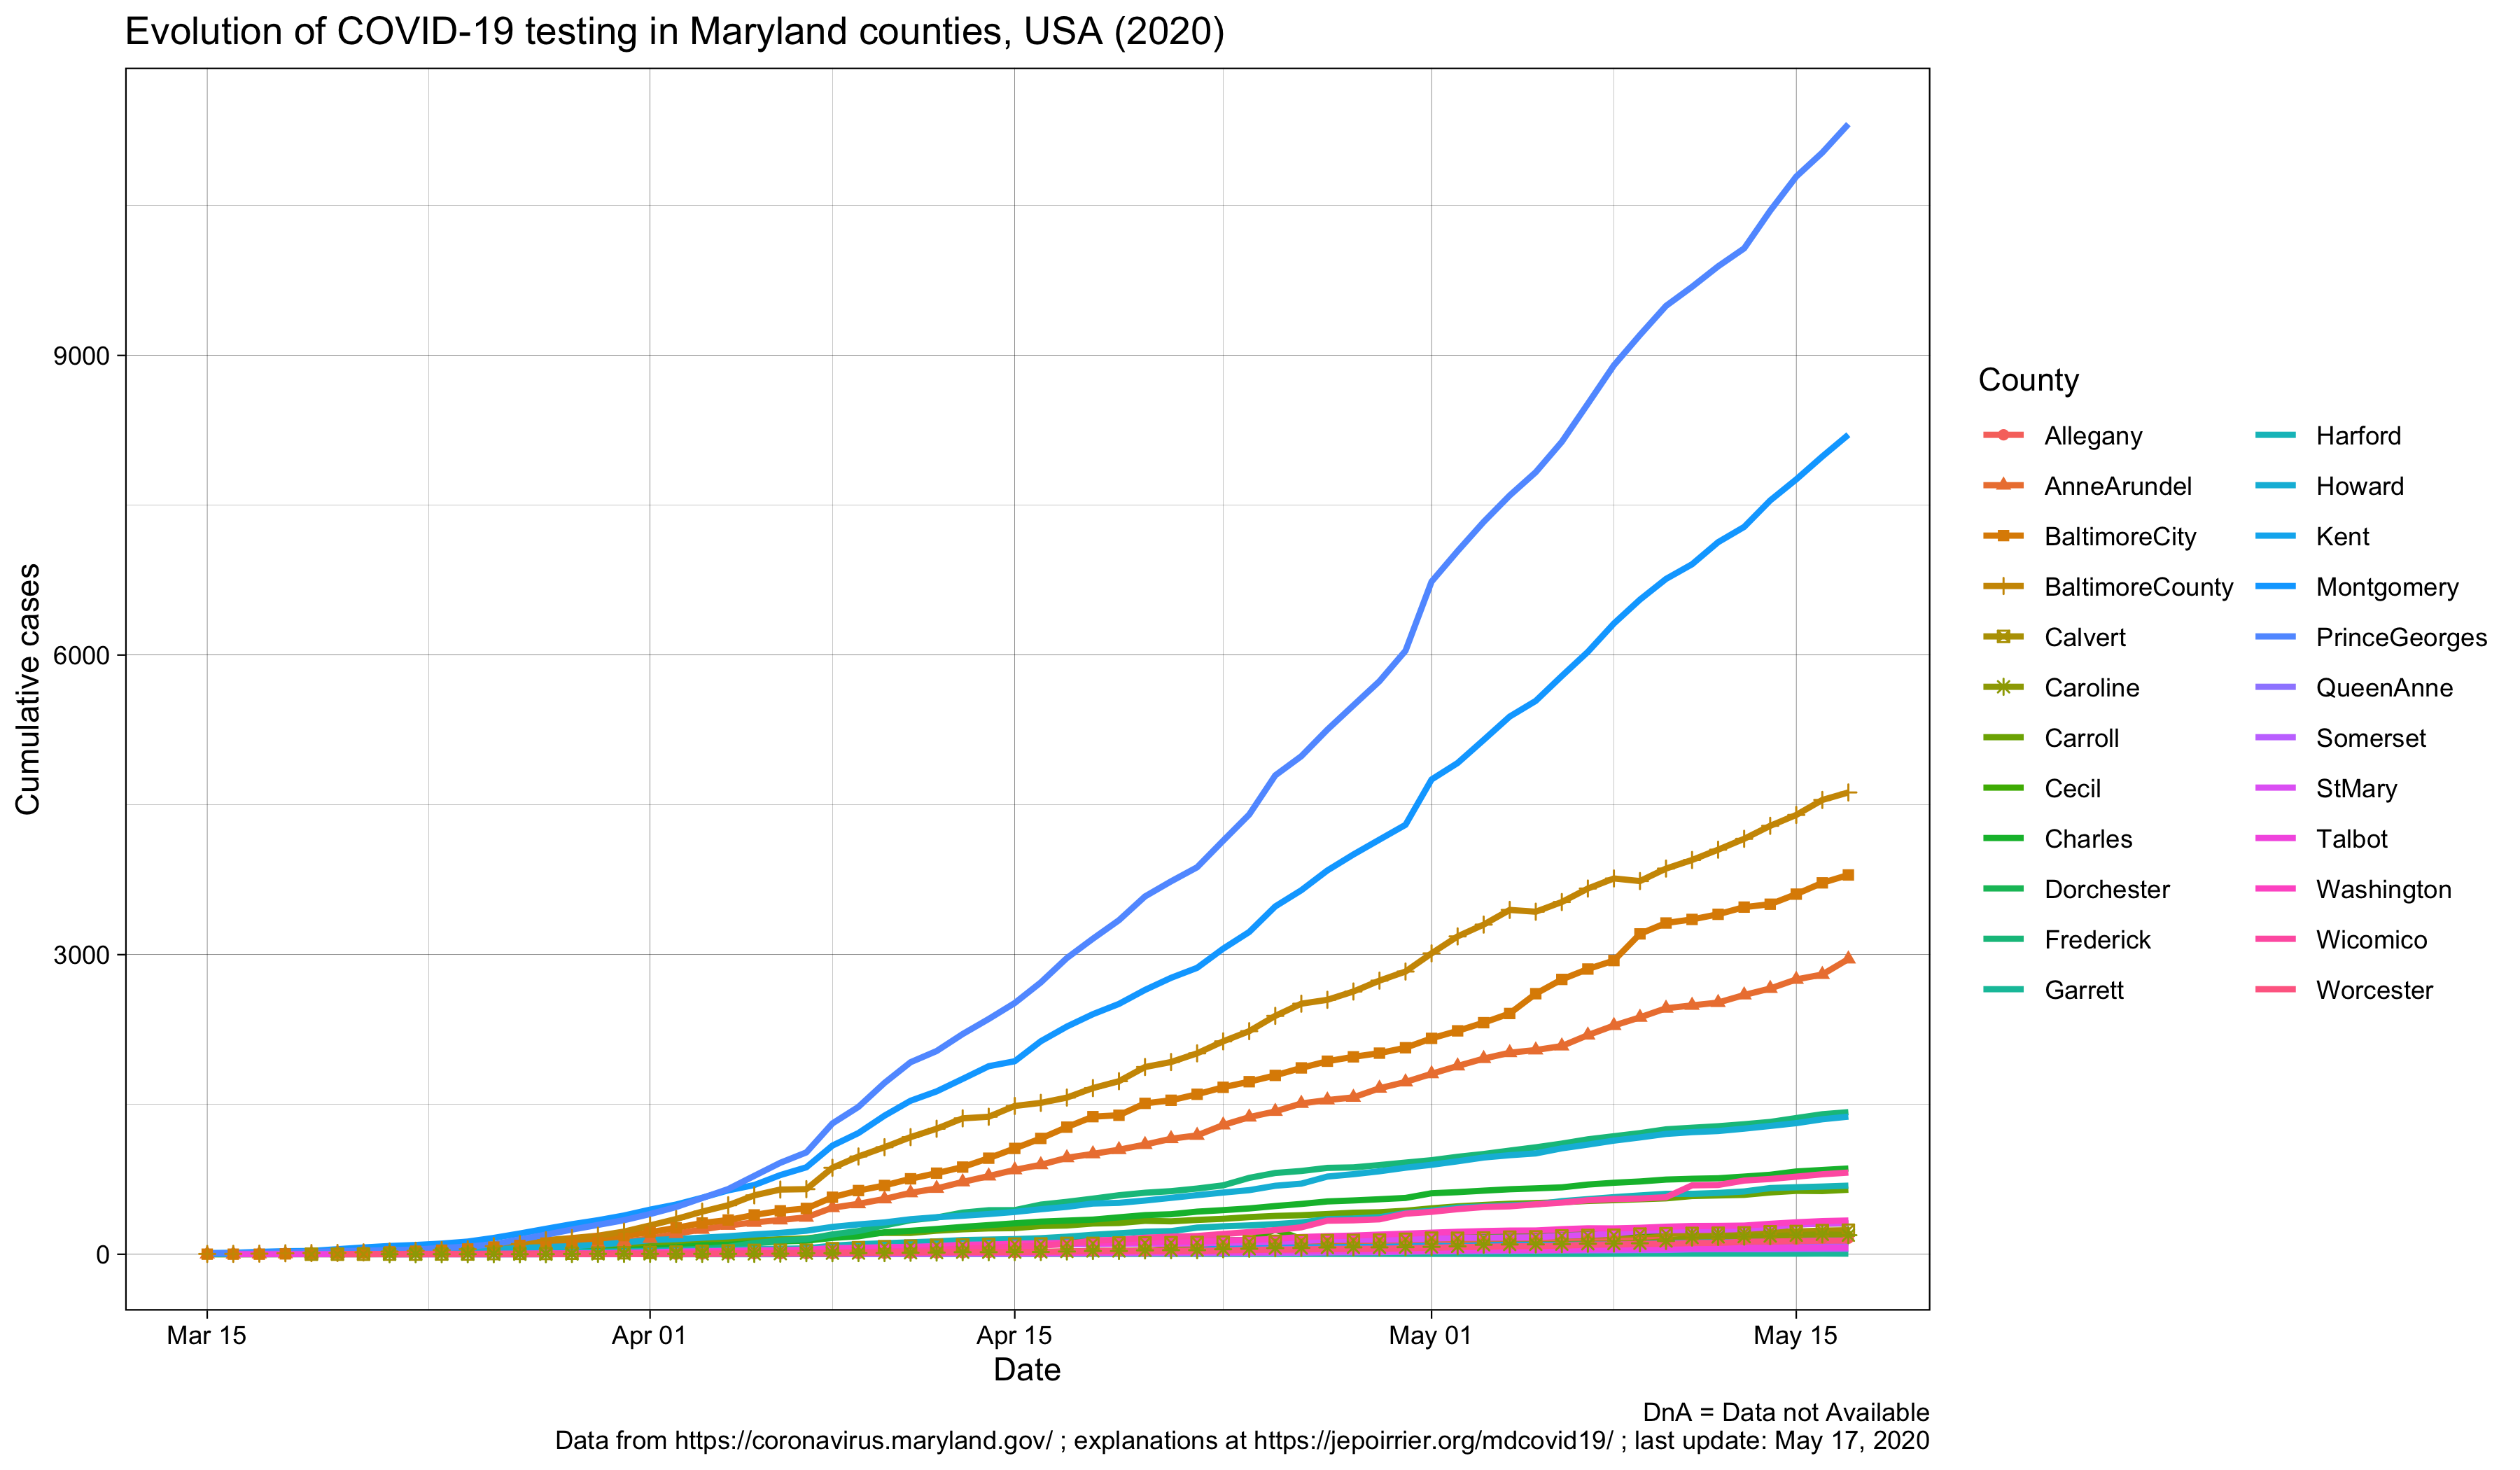 Evolution of COVID-19 testing in Maryland counties, USA (2020)
Cumulative cases
9000
6000
3000
0
Mar 15
Apr 01
Apr 15
May 01
May 15
Date
County
Allegany
AnneArundel
BaltimoreCity
BaltimoreCounty
Calvert
Caroline
Carroll
Cecil
Charles
Dorchester
Frederick
Garrett
Harford
Howard
Kent
Montgomery
PrinceGeorges
QueenAnne
Somerset
StMary
Talbot
Washington
Wicomico
Worcester
DnA = Data not Available
Data from https://coronavirus.maryland.gov/ ; explanations at https://jepoirrier.org/mdcovid19/ ; last update: May 17, 2020